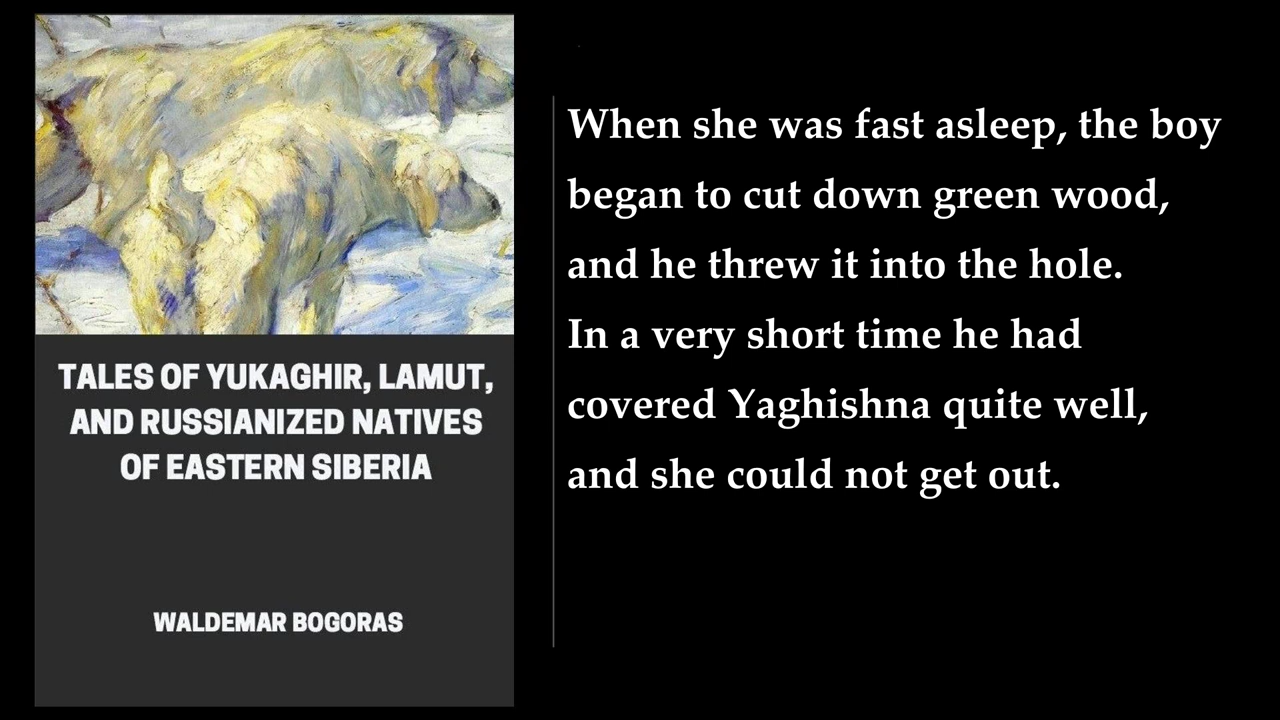 TALES OF YUKAGHIR, LAMUT,
AND RUSSIANIZED NATIVES
OF EASTERN SIBERIA
WALDEMAR BOGORAS
When she was fast asleep, the boy
began to cut down green wood,
and he threw it into the hole.
In a very short time he had
covered Yaghishna quite well,
and she could not get out.